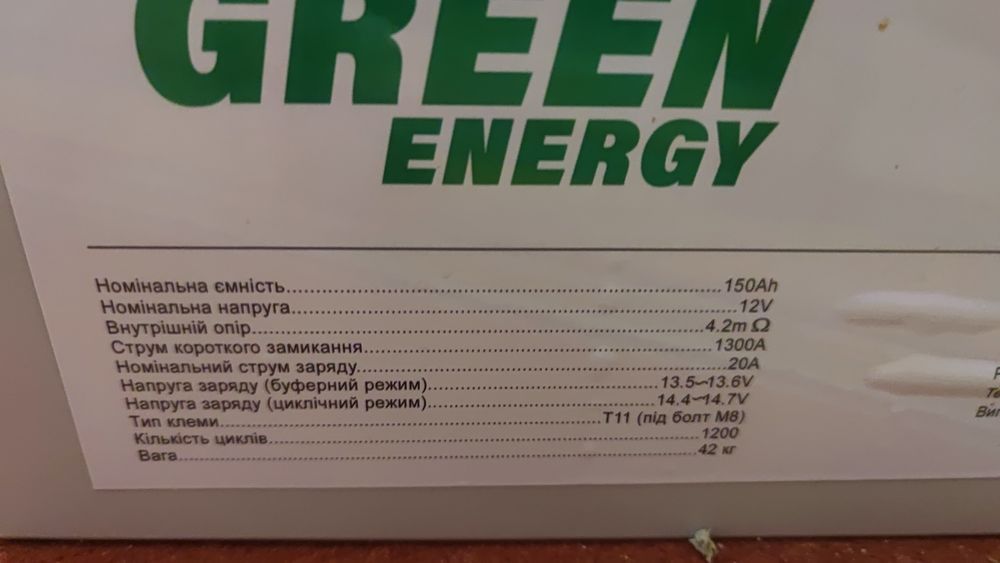 GREEN
ENERGY
Номінальна ємність........................150Ah
Номінальна напруга........................12V
Внутрішній опір........................4.2m Ω
Струм короткого замикання........................1300A
Номінальний струм заряду........................20A
Напруга заряду (буферний режим)........................13.5~13.6V
Напруга заряду (циклічний режим)........................14.4~14.7V
Тип клеми........................T11 (під болт М8)
Кількість циклів........................1200
Вага........................42 кг